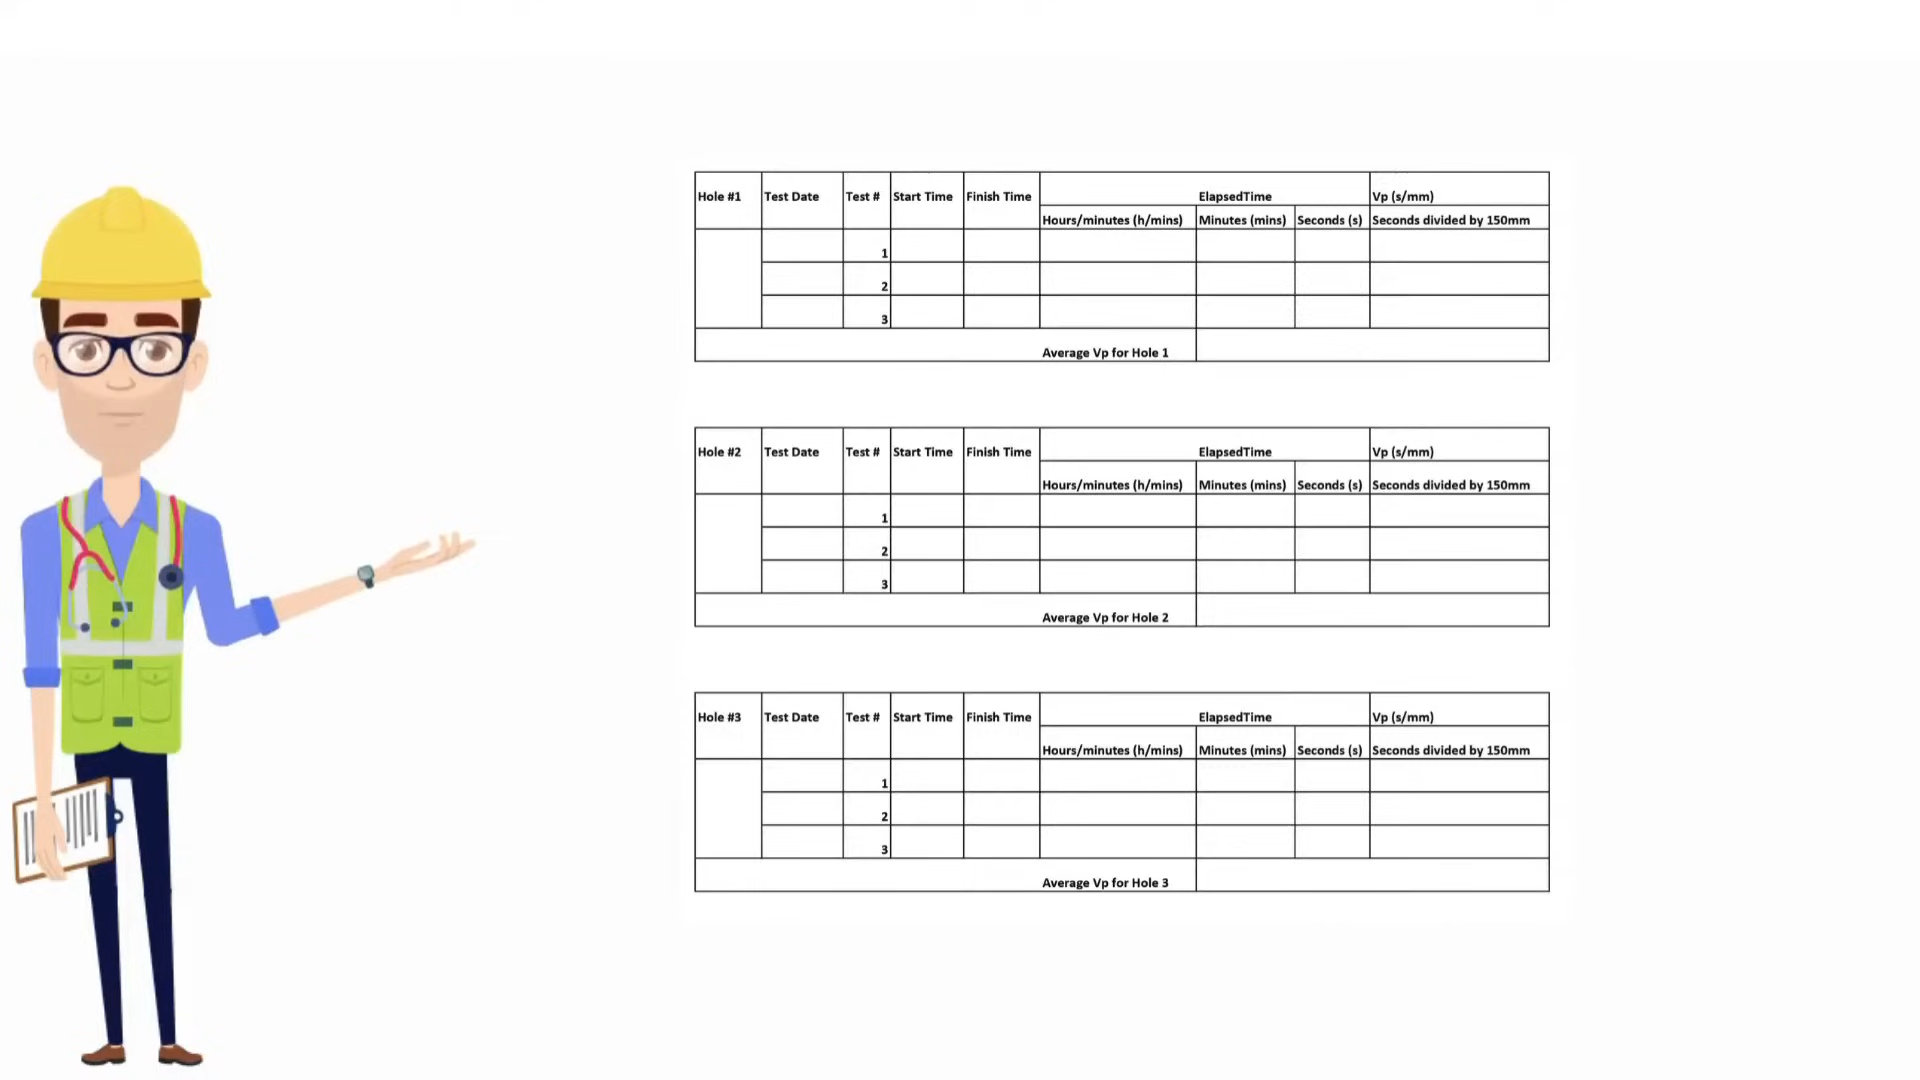 Hole #1 Test Date Test # Start Time Finish Time ElapsedTime Vp (s/mm)
Hours/minutes (h/mins) Minutes (mins) Seconds (s) Seconds divided by 150mm
1
2
3
Average Vp for Hole 1
Hole #2 Test Date Test # Start Time Finish Time ElapsedTime Vp (s/mm)
Hours/minutes (h/mins) Minutes (mins) Seconds (s) Seconds divided by 150mm
1
2
3
Average Vp for Hole 2
Hole #3 Test Date Test # Start Time Finish Time ElapsedTime Vp (s/mm)
Hours/minutes (h/mins) Minutes (mins) Seconds (s) Seconds divided by 150mm
1
2
3
Average Vp for Hole 3